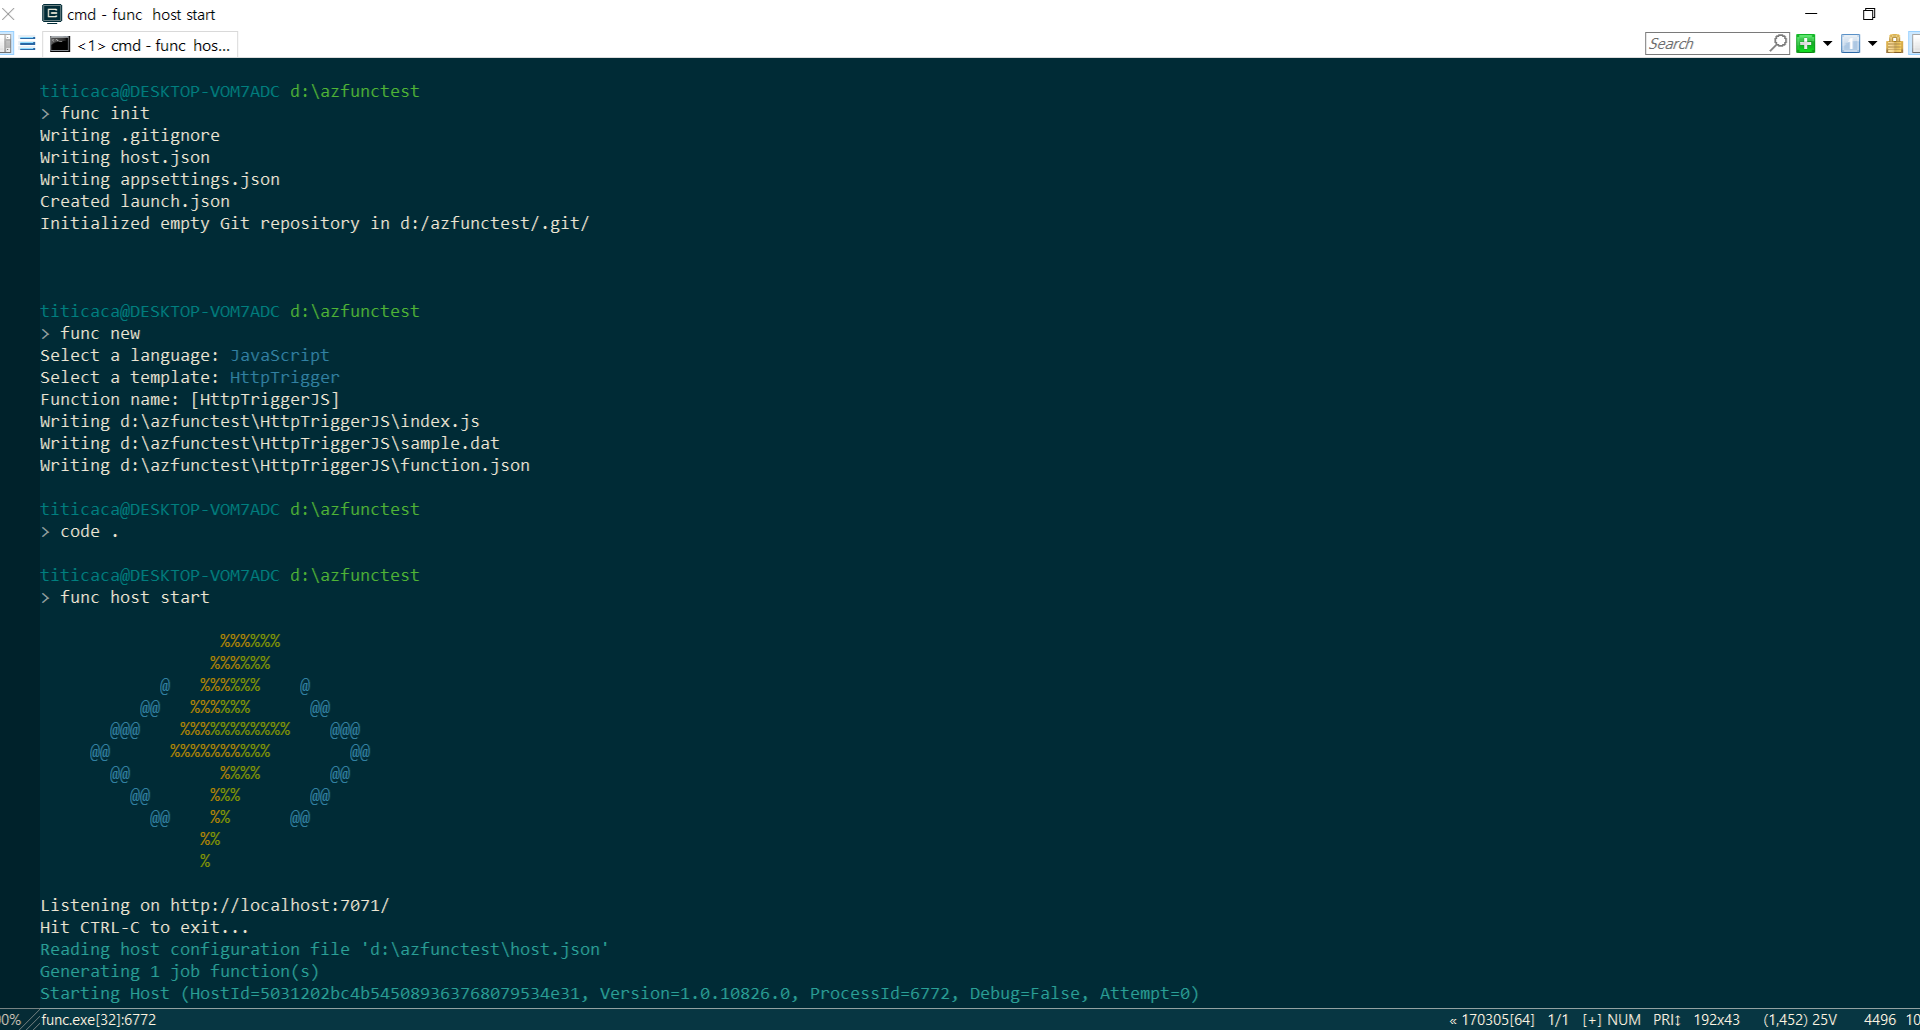 cmd - func  host start
<1> cmd - func  hos...
Search
titicaca@DESKTOP-VOM7ADC d:\azfunctest
> func init
Writing .gitignore
Writing host.json
Writing appsettings.json
Created launch.json
Initialized empty Git repository in d:/azfunctest/.git/
titicaca@DESKTOP-VOM7ADC d:\azfunctest
> func new
Select a language: JavaScript
Select a template: HttpTrigger
Function name: [HttpTriggerJS]
Writing d:\azfunctest\HttpTriggerJS\index.js
Writing d:\azfunctest\HttpTriggerJS\sample.dat
Writing d:\azfunctest\HttpTriggerJS\function.json
titicaca@DESKTOP-VOM7ADC d:\azfunctest
> code .
titicaca@DESKTOP-VOM7ADC d:\azfunctest
> func host start
                  %%%%%%
                 %%%%%%
            @   %%%%%%    @
          @@   %%%%%%      @@
       @@@    %%%%%%%%%%%    @@@
     @@      %%%%%%%%%%        @@
       @@         %%%%       @@
         @@      %%%       @@
           @@    %%      @@
                %%
                %
Listening on http://localhost:7071/
Hit CTRL-C to exit...
Reading host configuration file 'd:\azfunctest\host.json'
Generating 1 job function(s)
Starting Host (HostId=5031202bc4b545089363768079534e31, Version=1.0.10826.0, ProcessId=6772, Debug=False, Attempt=0)
0% func.exe[32]:6772 « 170305[64] 1/1 [+] NUM PRI↕ 192x43 (1,452) 25V 4496 10